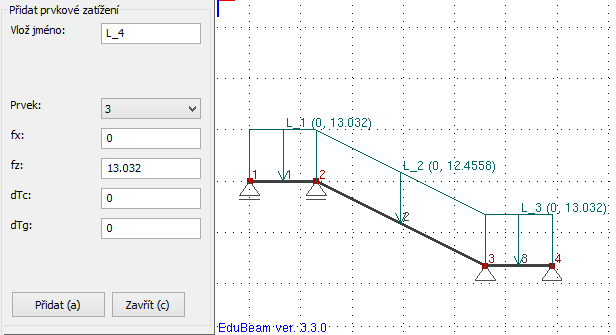 Přidat prvkové zatížení
Vlož jméno:
L_4
Prvek:
3
fx:
0
fz:
13.032
dTc:
0
dTg:
0
Přidat (a)
Zavřít (c)
L_1 (0, 13.032)
1
1
2
L_2 (0, 12.4558)
2
L_3 (0, 13.032)
3
3
4
EduBeam ver. 3.3.0